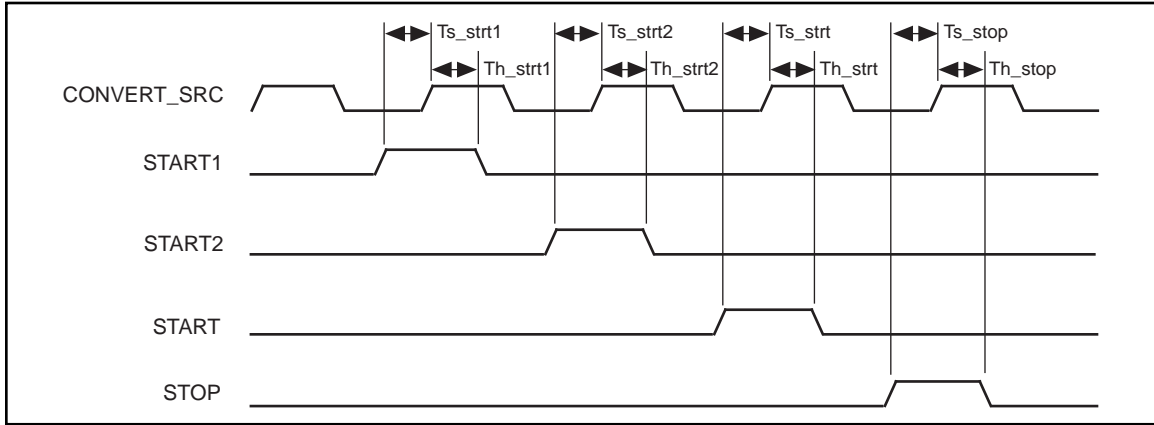 Ts_strt1 Ts_strt2 Ts_strt Ts_stop
Th_strt1 Th_strt2 Th_strt Th_stop
CONVERT_SRC
START1
START2
START
STOP